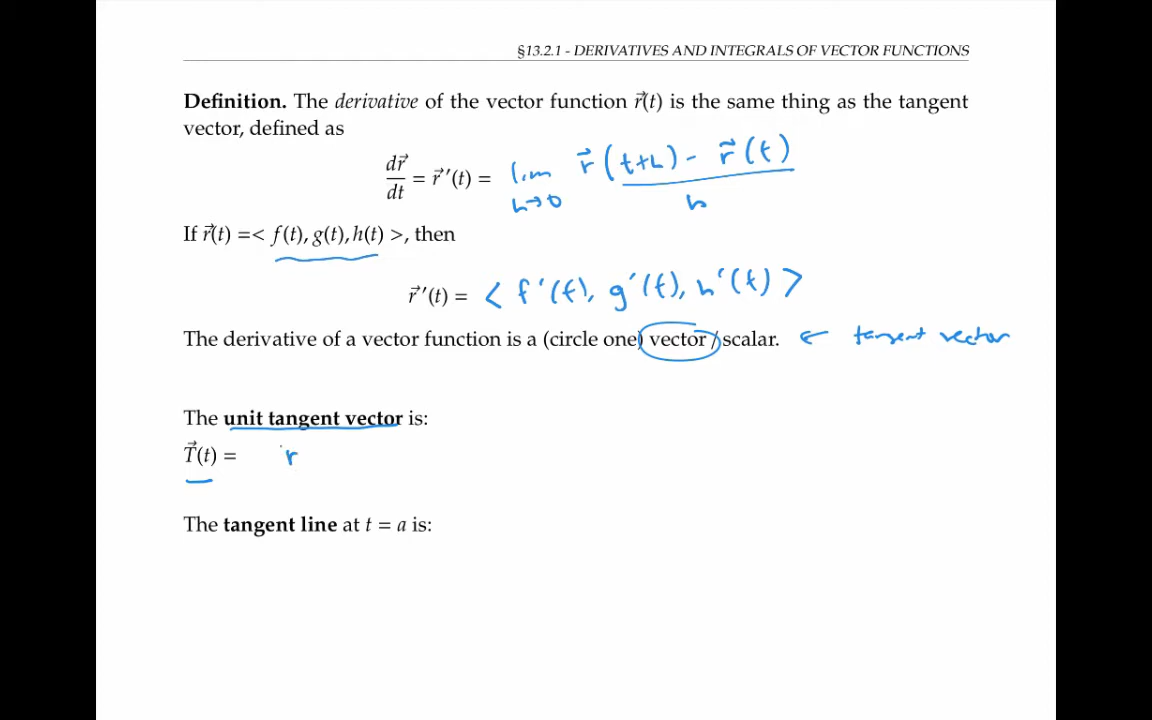 §13.2.1 - DERIVATIVES AND INTEGRALS OF VECTOR FUNCTIONS
Definition. The derivative of the vector function r⃗(t) is the same thing as the tangent
vector, defined as
dr⃗/dt = r⃗ ′(t) = lim h→0 (r⃗(t+h) - r⃗(t))/h
If r⃗(t) =< f(t), g(t), h(t) >, then
r⃗ ′(t) = < f′(t), g′(t), h′(t) >
The derivative of a vector function is a (circle one) vector / scalar. ← tangent vector
The unit tangent vector is:
T⃗(t) = r
The tangent line at t = a is: